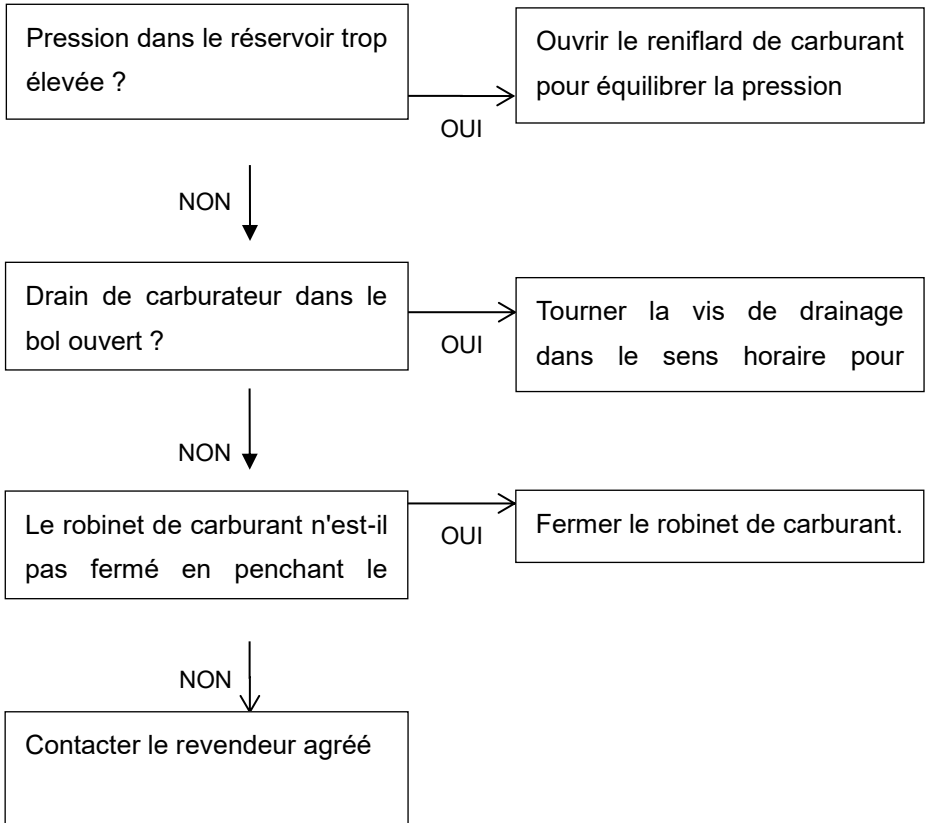 Pression dans le réservoir trop
élevée ?
OUI
Ouvrir le reniflard de carburant
pour équilibrer la pression
NON
Drain de carburateur dans le
bol ouvert ?
OUI
Tourner la vis de drainage
dans le sens horaire pour
NON
Le robinet de carburant n'est-il
pas fermé en penchant le
OUI
Fermer le robinet de carburant.
NON
Contacter le revendeur agréé